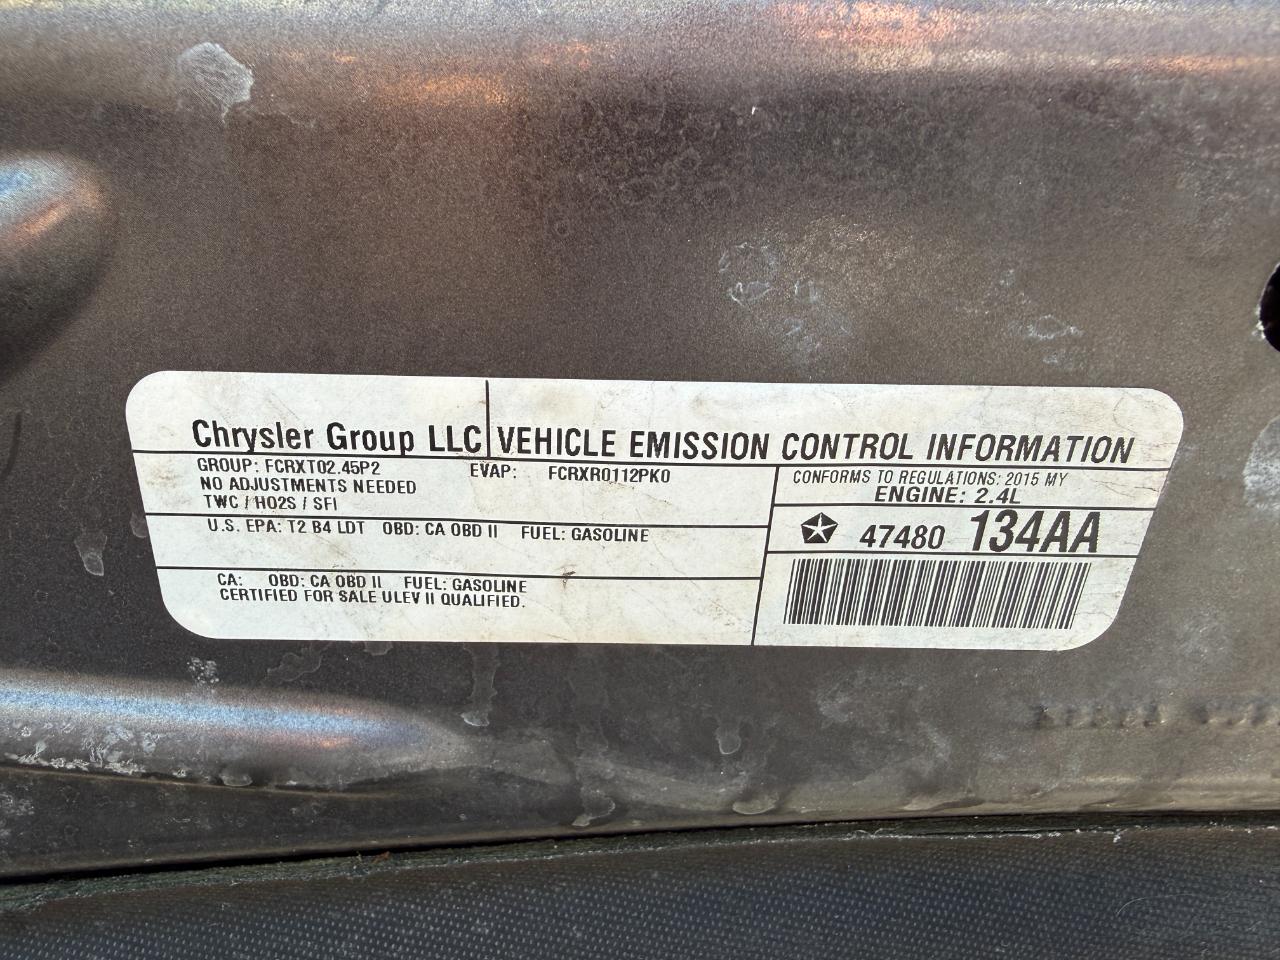 Chrysler Group LLC VEHICLE EMISSION CONTROL INFORMATION
GROUP: FCRXT02.45P2 EVAP: FCRXR0112PK0
NO ADJUSTMENTS NEEDED
TWC / HO2S / SFI
CONFORMS TO REGULATIONS: 2015 MY
ENGINE: 2.4L
47480 134AA
U.S. EPA: T2 B4 LDT OBD: CA OBD II FUEL: GASOLINE
CA: OBD: CA OBD II FUEL: GASOLINE
CERTIFIED FOR SALE ULEV II QUALIFIED.